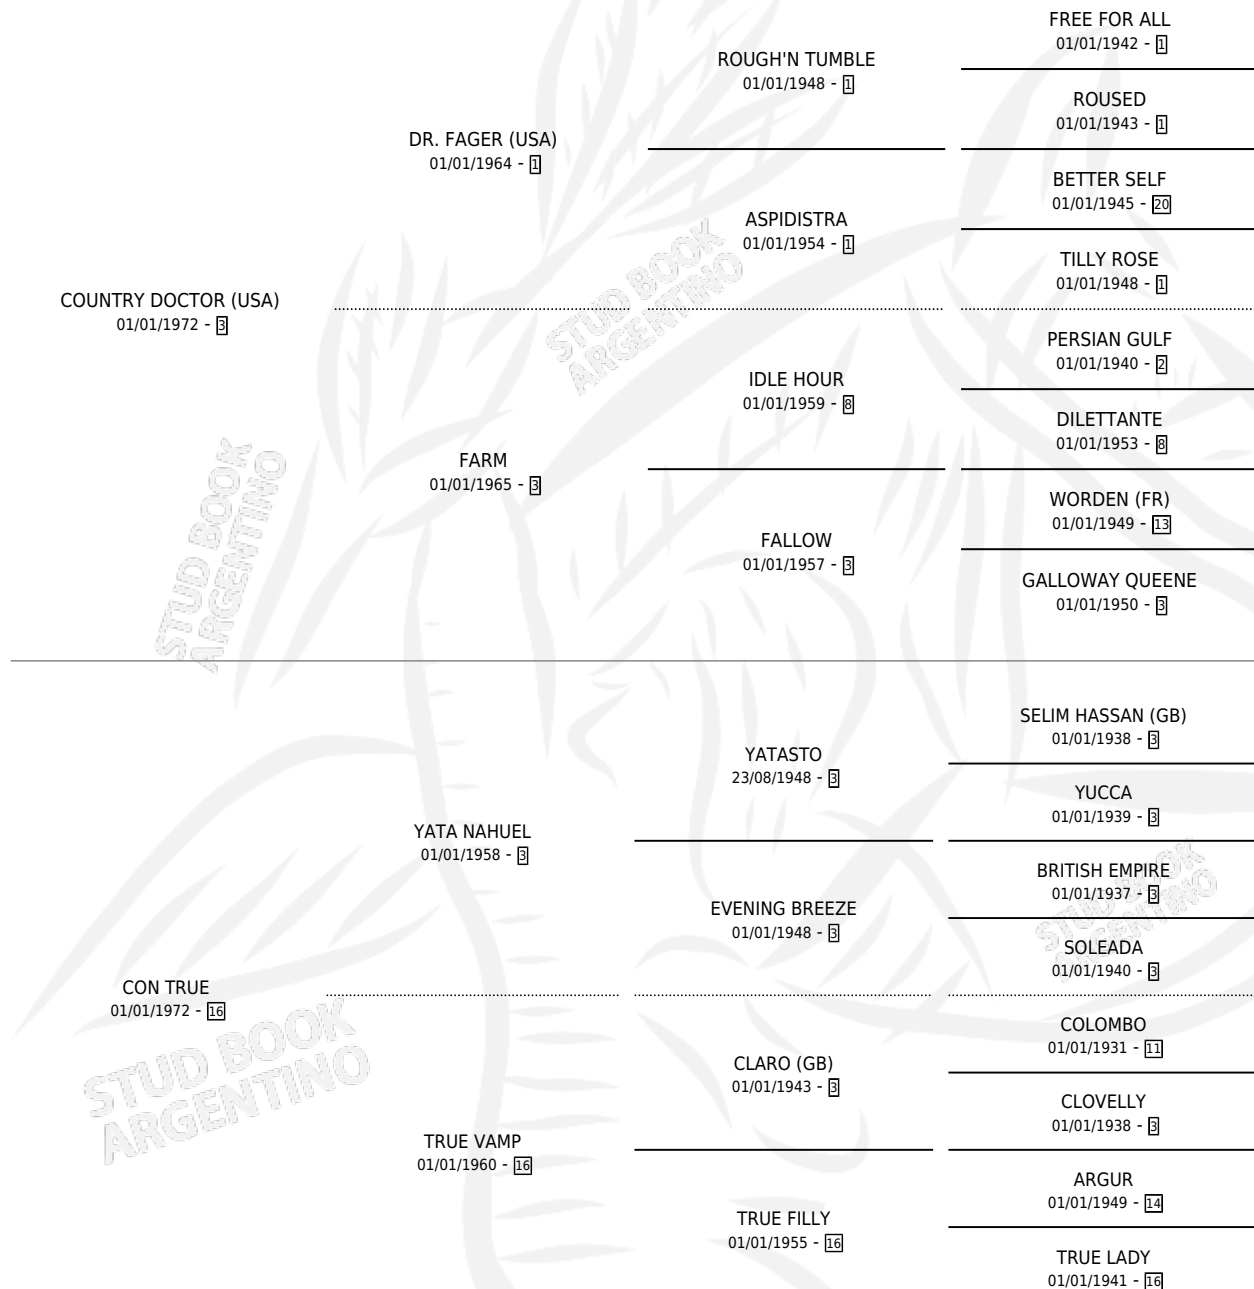 FREE FOR ALL
01/01/1942 - 1
ROUGH'N TUMBLE
01/01/1948 - 1
ROUSED
01/01/1943 - 1
DR. FAGER (USA)
01/01/1964 - 1
BETTER SELF
01/01/1945 - 20
ASPIDISTRA
01/01/1954 - 1
TILLY ROSE
01/01/1948 - 1
COUNTRY DOCTOR (USA)
01/01/1972 - 3
PERSIAN GULF
01/01/1940 - 2
IDLE HOUR
01/01/1959 - 8
DILETTANTE
01/01/1953 - 8
FARM
01/01/1965 - 3
WORDEN (FR)
01/01/1949 - 13
FALLOW
01/01/1957 - 3
GALLOWAY QUEENE
01/01/1950 - 3
SELIM HASSAN (GB)
01/01/1938 - 3
YATASTO
23/08/1948 - 3
YUCCA
01/01/1939 - 3
YATA NAHUEL
01/01/1958 - 3
BRITISH EMPIRE
01/01/1937 - 3
EVENING BREEZE
01/01/1948 - 3
SOLEADA
01/01/1940 - 3
CON TRUE
01/01/1972 - 16
COLOMBO
01/01/1931 - 11
CLARO (GB)
01/01/1943 - 3
CLOVELLY
01/01/1938 - 3
TRUE VAMP
01/01/1960 - 16
ARGUR
01/01/1949 - 14
TRUE FILLY
01/01/1955 - 16
TRUE LADY
01/01/1941 - 16
STUD BOOK
ARGENTINO
STUD BOOK
ARGENTINO
STUD BOOK
ARGENTINO
STUD BOOK
ARGENTINO